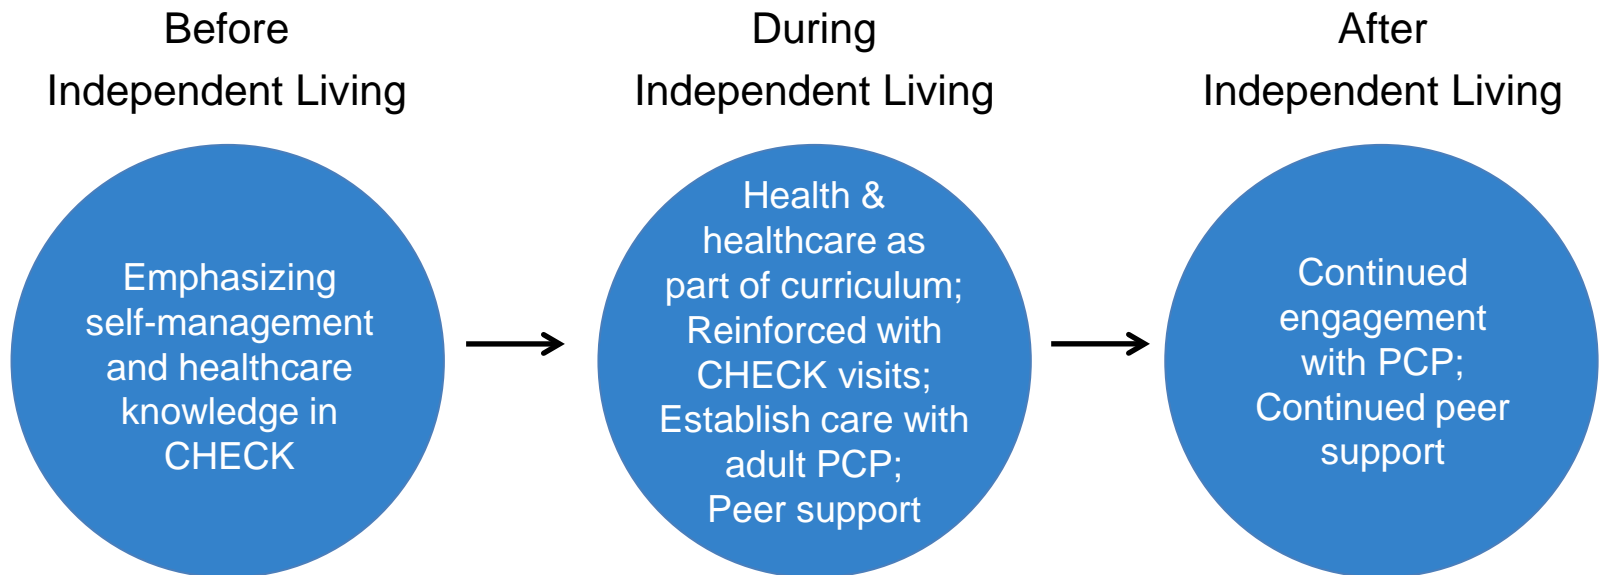 Before
Independent Living
During
Independent Living
After
Independent Living
Emphasizing
self-management
and healthcare
knowledge in
CHECK
Health &
healthcare as
part of curriculum;
Reinforced with
CHECK visits;
Establish care with
adult PCP;
Peer support
Continued
engagement
with PCP;
Continued peer
support